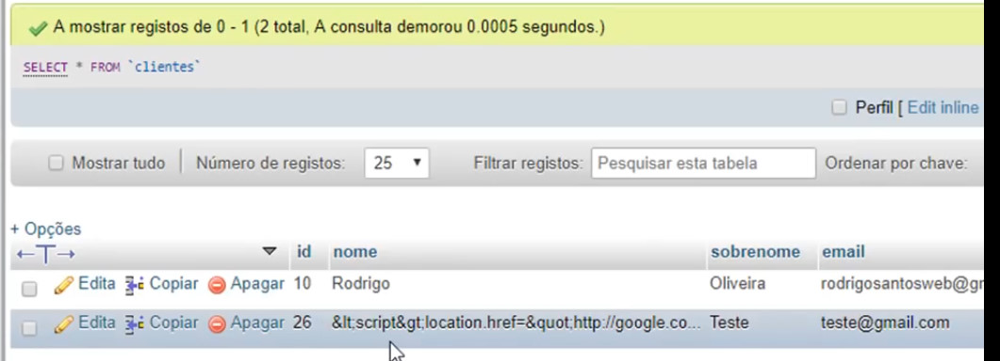 A mostrar registos de 0 - 1 (2 total, A consulta demorou 0.0005 segundos.)
SELECT * FROM `clientes`
Perfil [ Edit inline
Mostrar tudo Número de registos: 25 Filtrar registos: Pesquisar esta tabela Ordenar por chave:
+ Opções
←T→ id nome sobrenome email
Edita Copiar Apagar 10 Rodrigo Oliveira rodrigosantosweb@gr
Edita Copiar Apagar 26 &lt;script&gt;location.href=&quot;http://google.co... Teste teste@gmail.com